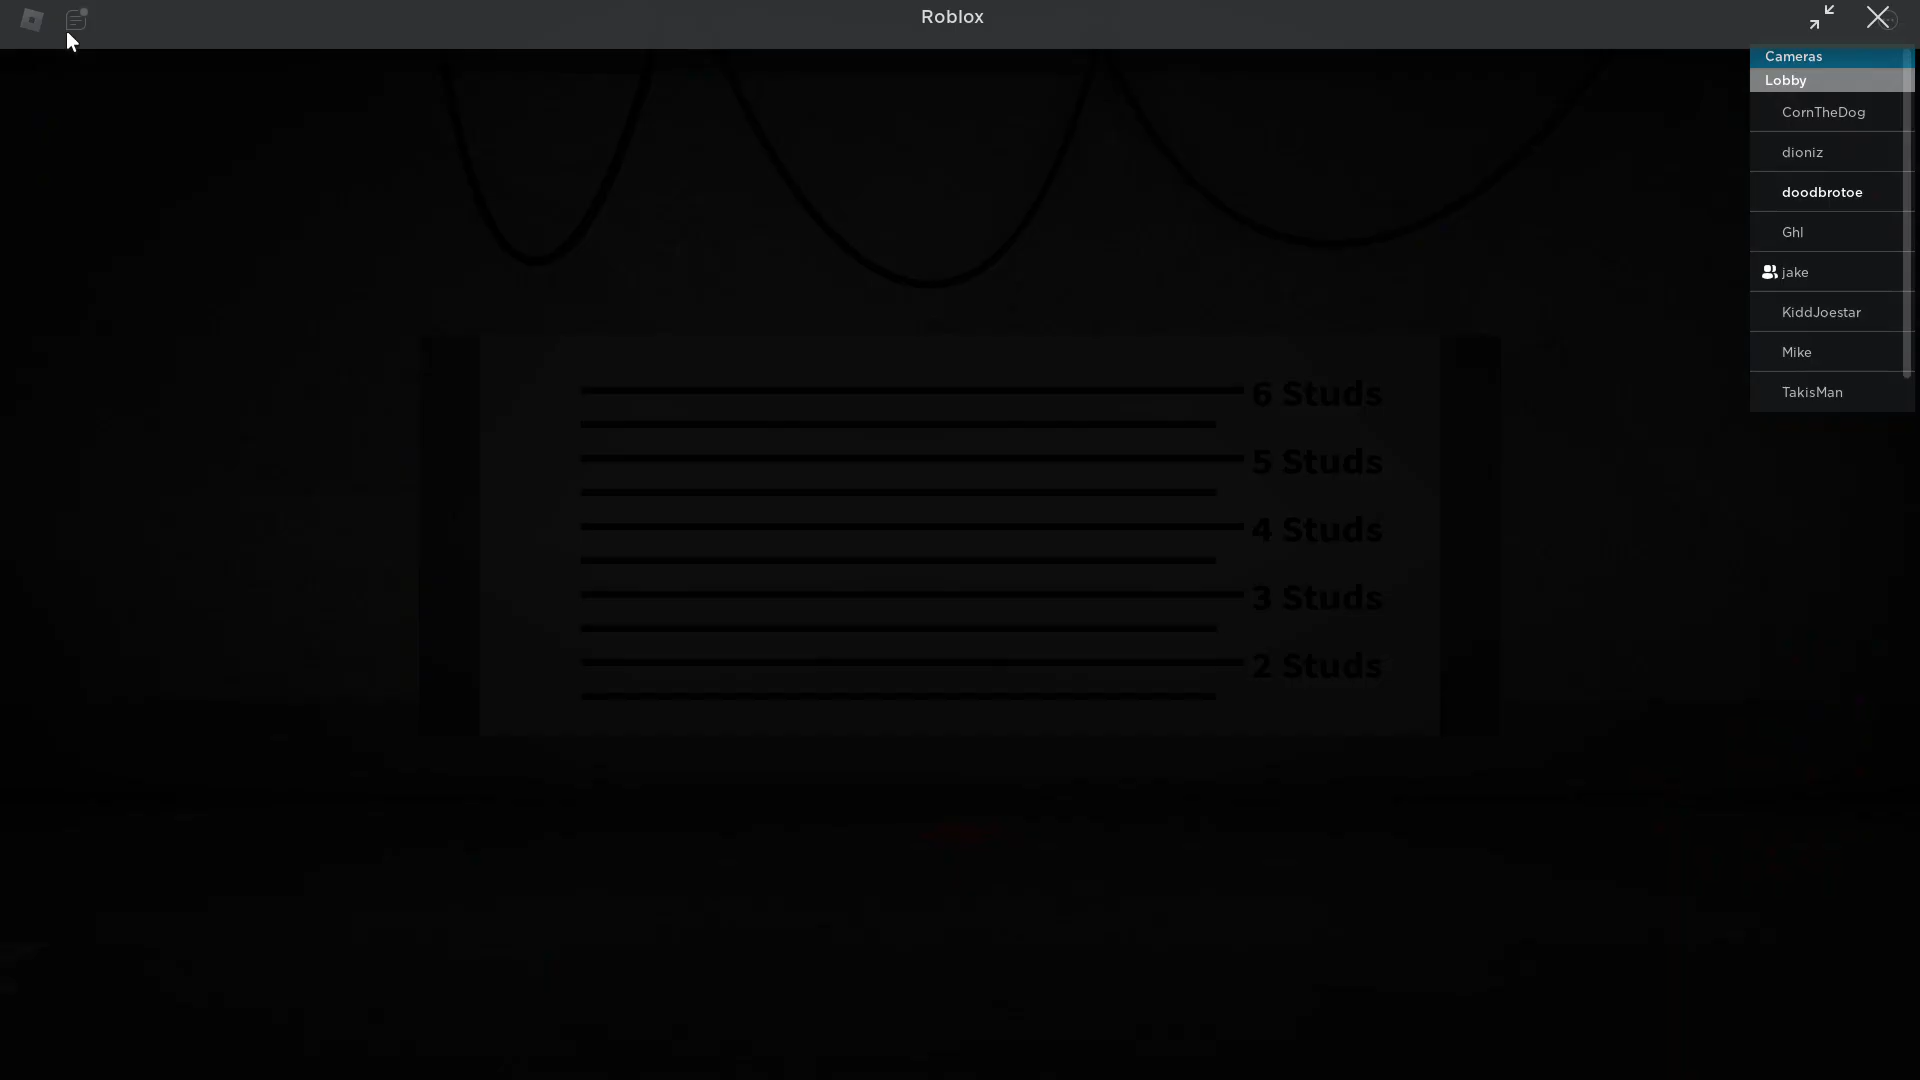 Roblox
Cameras
Lobby
CornTheDog
dioniz
doodbrotoe
Ghl
jake
KiddJoestar
Mike
TakisMan
6 Studs
5 Studs
4 Studs
3 Studs
2 Studs